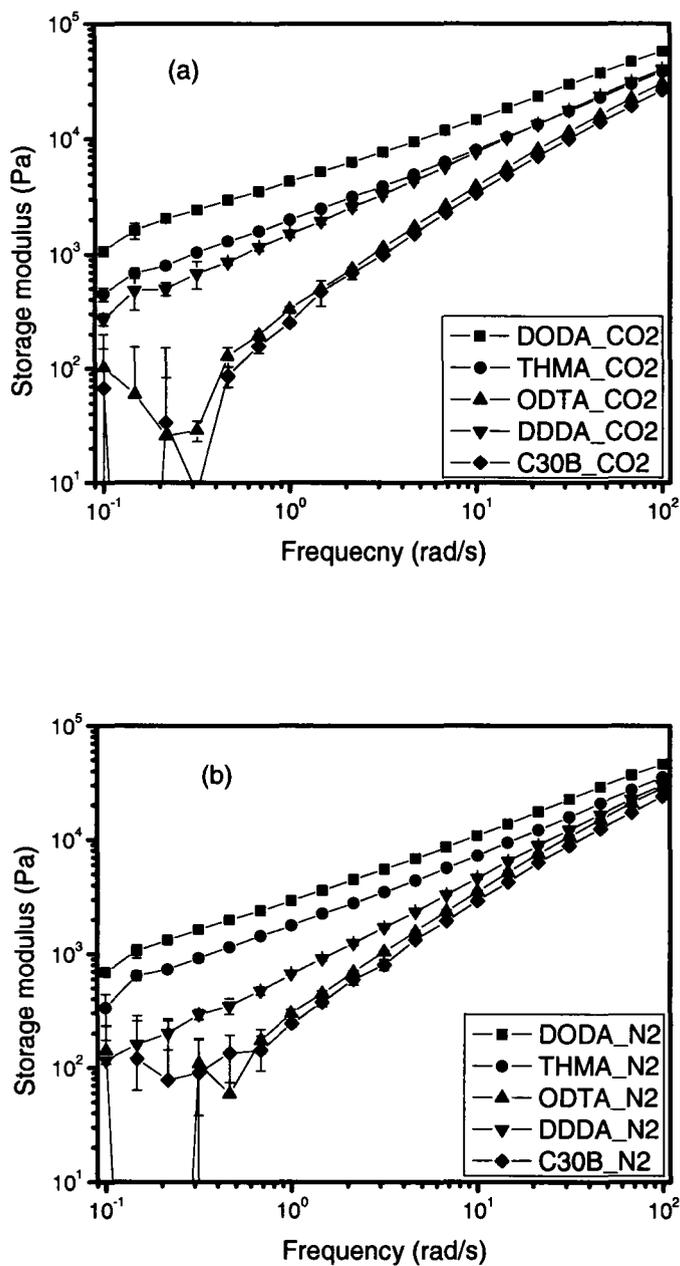 (a)
Storage modulus (Pa)
10^5
10^4
10^3
10^2
10^1
DODA_CO2
THMA_CO2
ODTA_CO2
DDDA_CO2
C30B_CO2
10^-1 10^0 10^1 10^2
Frequecny (rad/s)
(b)
Storage modulus (Pa)
10^5
10^4
10^3
10^2
10^1
DODA_N2
THMA_N2
ODTA_N2
DDDA_N2
C30B_N2
10^-1 10^0 10^1 10^2
Frequency (rad/s)